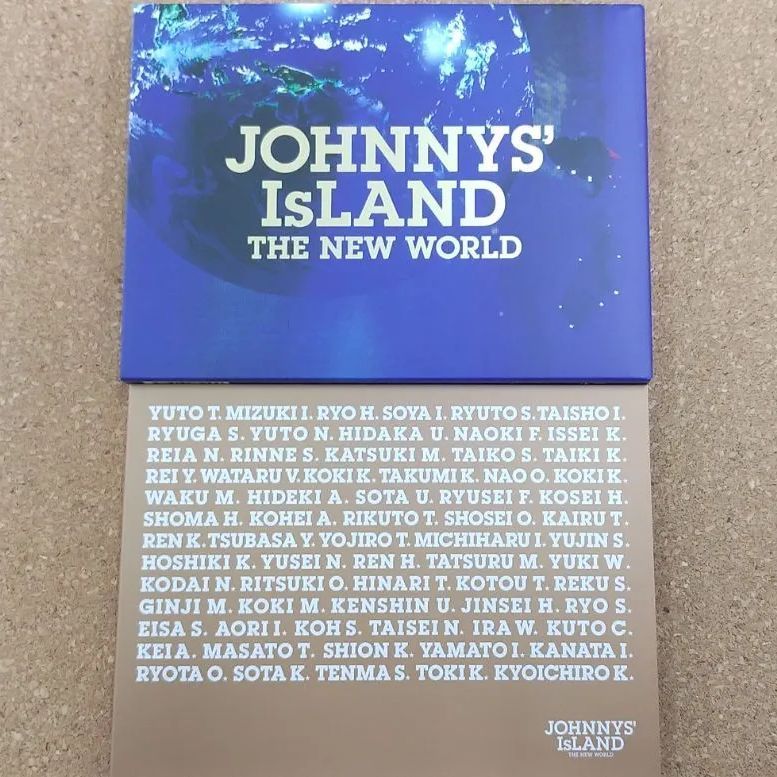 JOHNNYS'
IsLAND
THE NEW WORLD
YUTO T. MIZUKI I. RYO H. SOYA I. RYUTO S. TAISHO I.
RYUGA S. YUTO N. HIDAKA U. NAOKI F. ISSEI K.
REIA N. RINNE S. KATSUKI M. TAIKO S. TAIKI K.
REI Y. WATARU V. KOKI K. TAKUMI K. NAO O. KOKI K.
WAKU M. HIDEKI A. SOTA U. RYUSEI F. KOSEI H.
SHOMA H. KOHEI A. RIKUTO T. SHOSEI O. KAIRU T.
REN K. TSUBASA Y. YOJIRO T. MICHIHARU I. YUJIN S.
HOSHIKI K. YUSEI N. REN H. TATSURU M. YUKI W.
KODAI N. RITSUKI O. HINARI T. KOTOU T. REKU S.
GINJI M. KOKI M. KENSHIN U. JINSEI H. RYO S.
EISA S. AORI I. KOH S. TAISEI N. IRA W. KUTO C.
KEI A. MASATO T. SHION K. YAMATO I. KANATA I.
RYOTA O. SOTA K. TENMA S. TOKI K. KYOICHIRO K.
JOHNNYS'
IsLAND
THE NEW WORLD